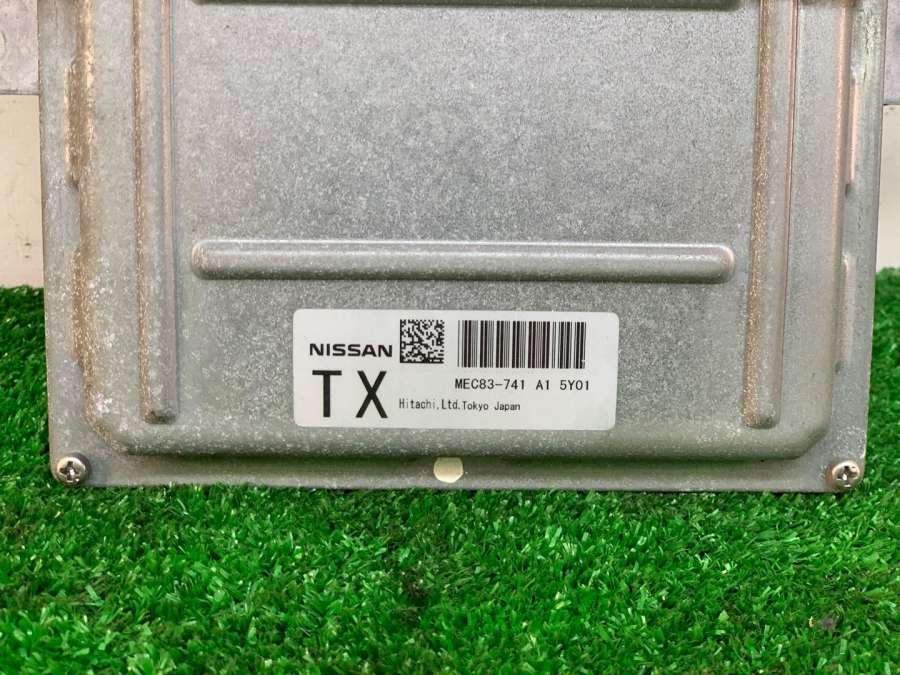 NISSAN
TX
MEC83-741 A1 5Y01
Hitachi,Ltd.Tokyo Japan